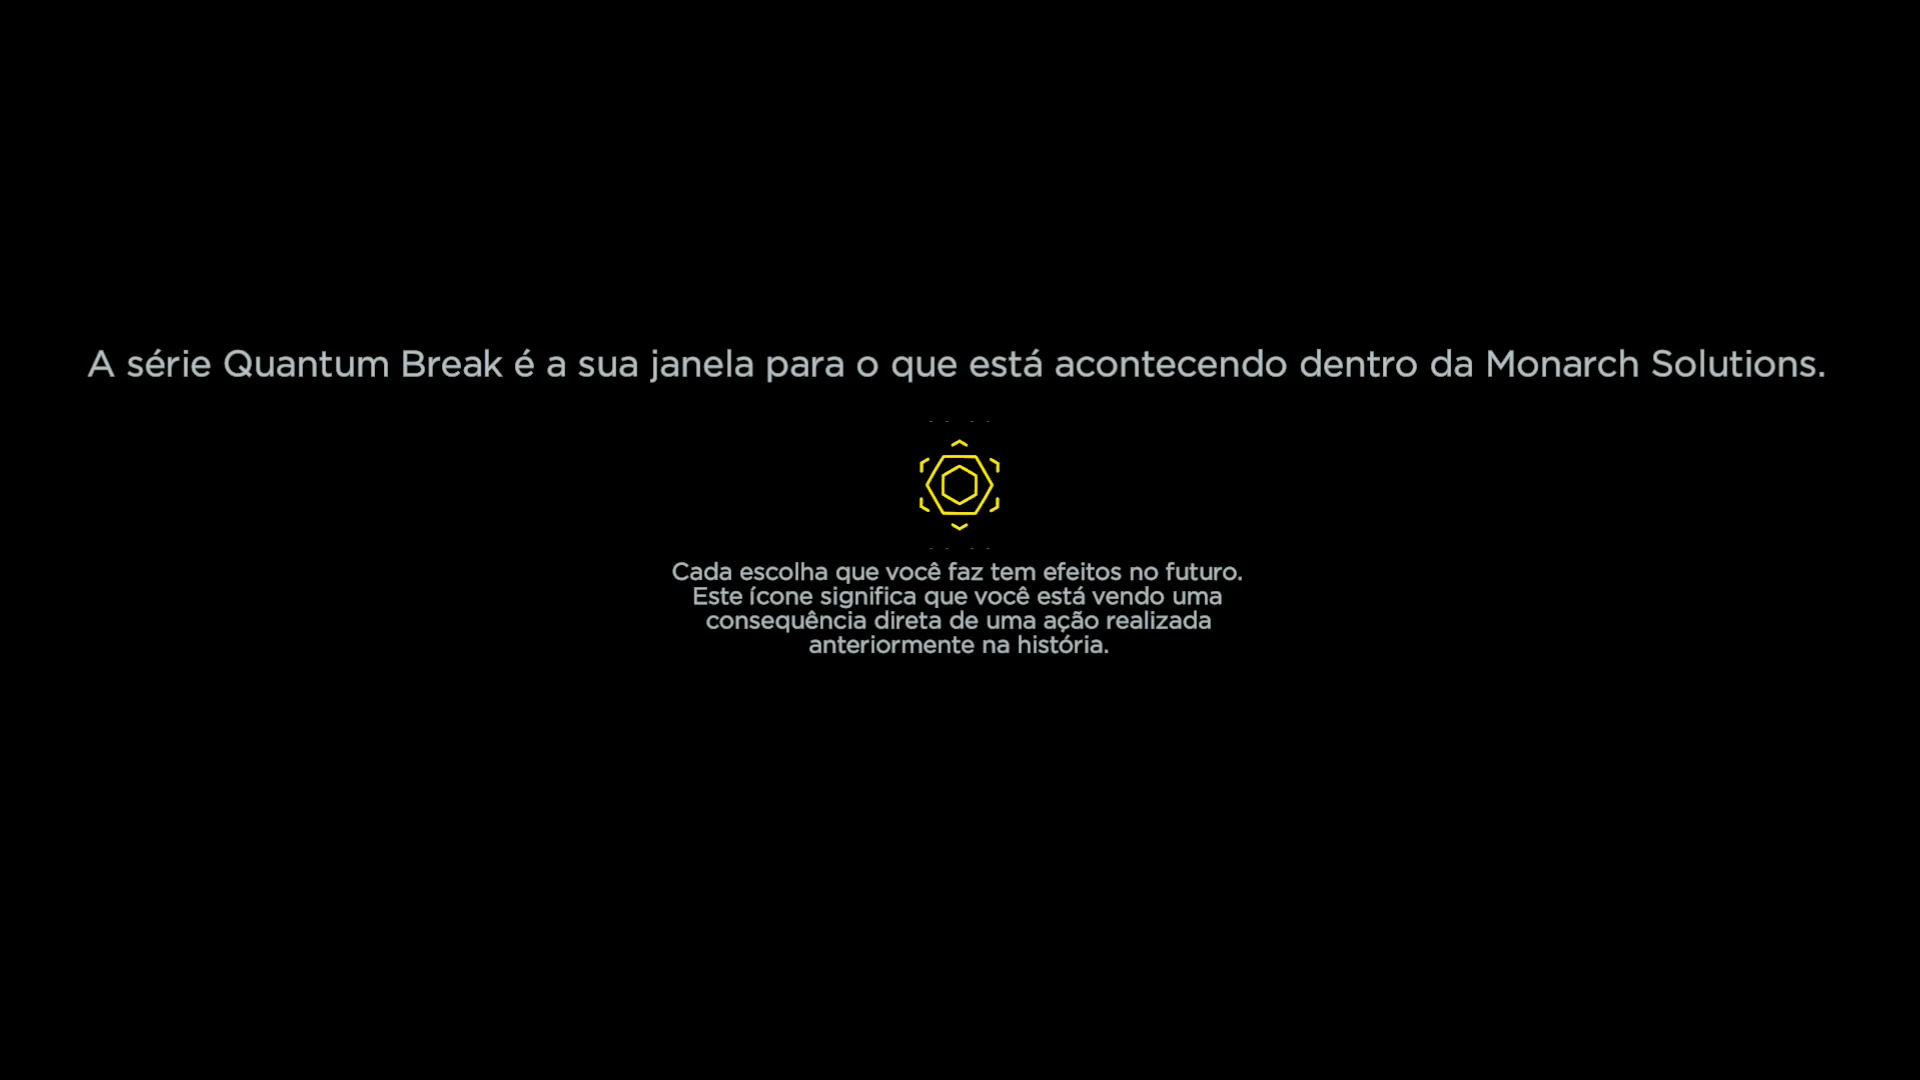 A série Quantum Break é a sua janela para o que está acontecendo dentro da Monarch Solutions.
Cada escolha que você faz tem efeitos no futuro.
Este ícone significa que você está vendo uma
consequência direta de uma ação realizada
anteriormente na história.